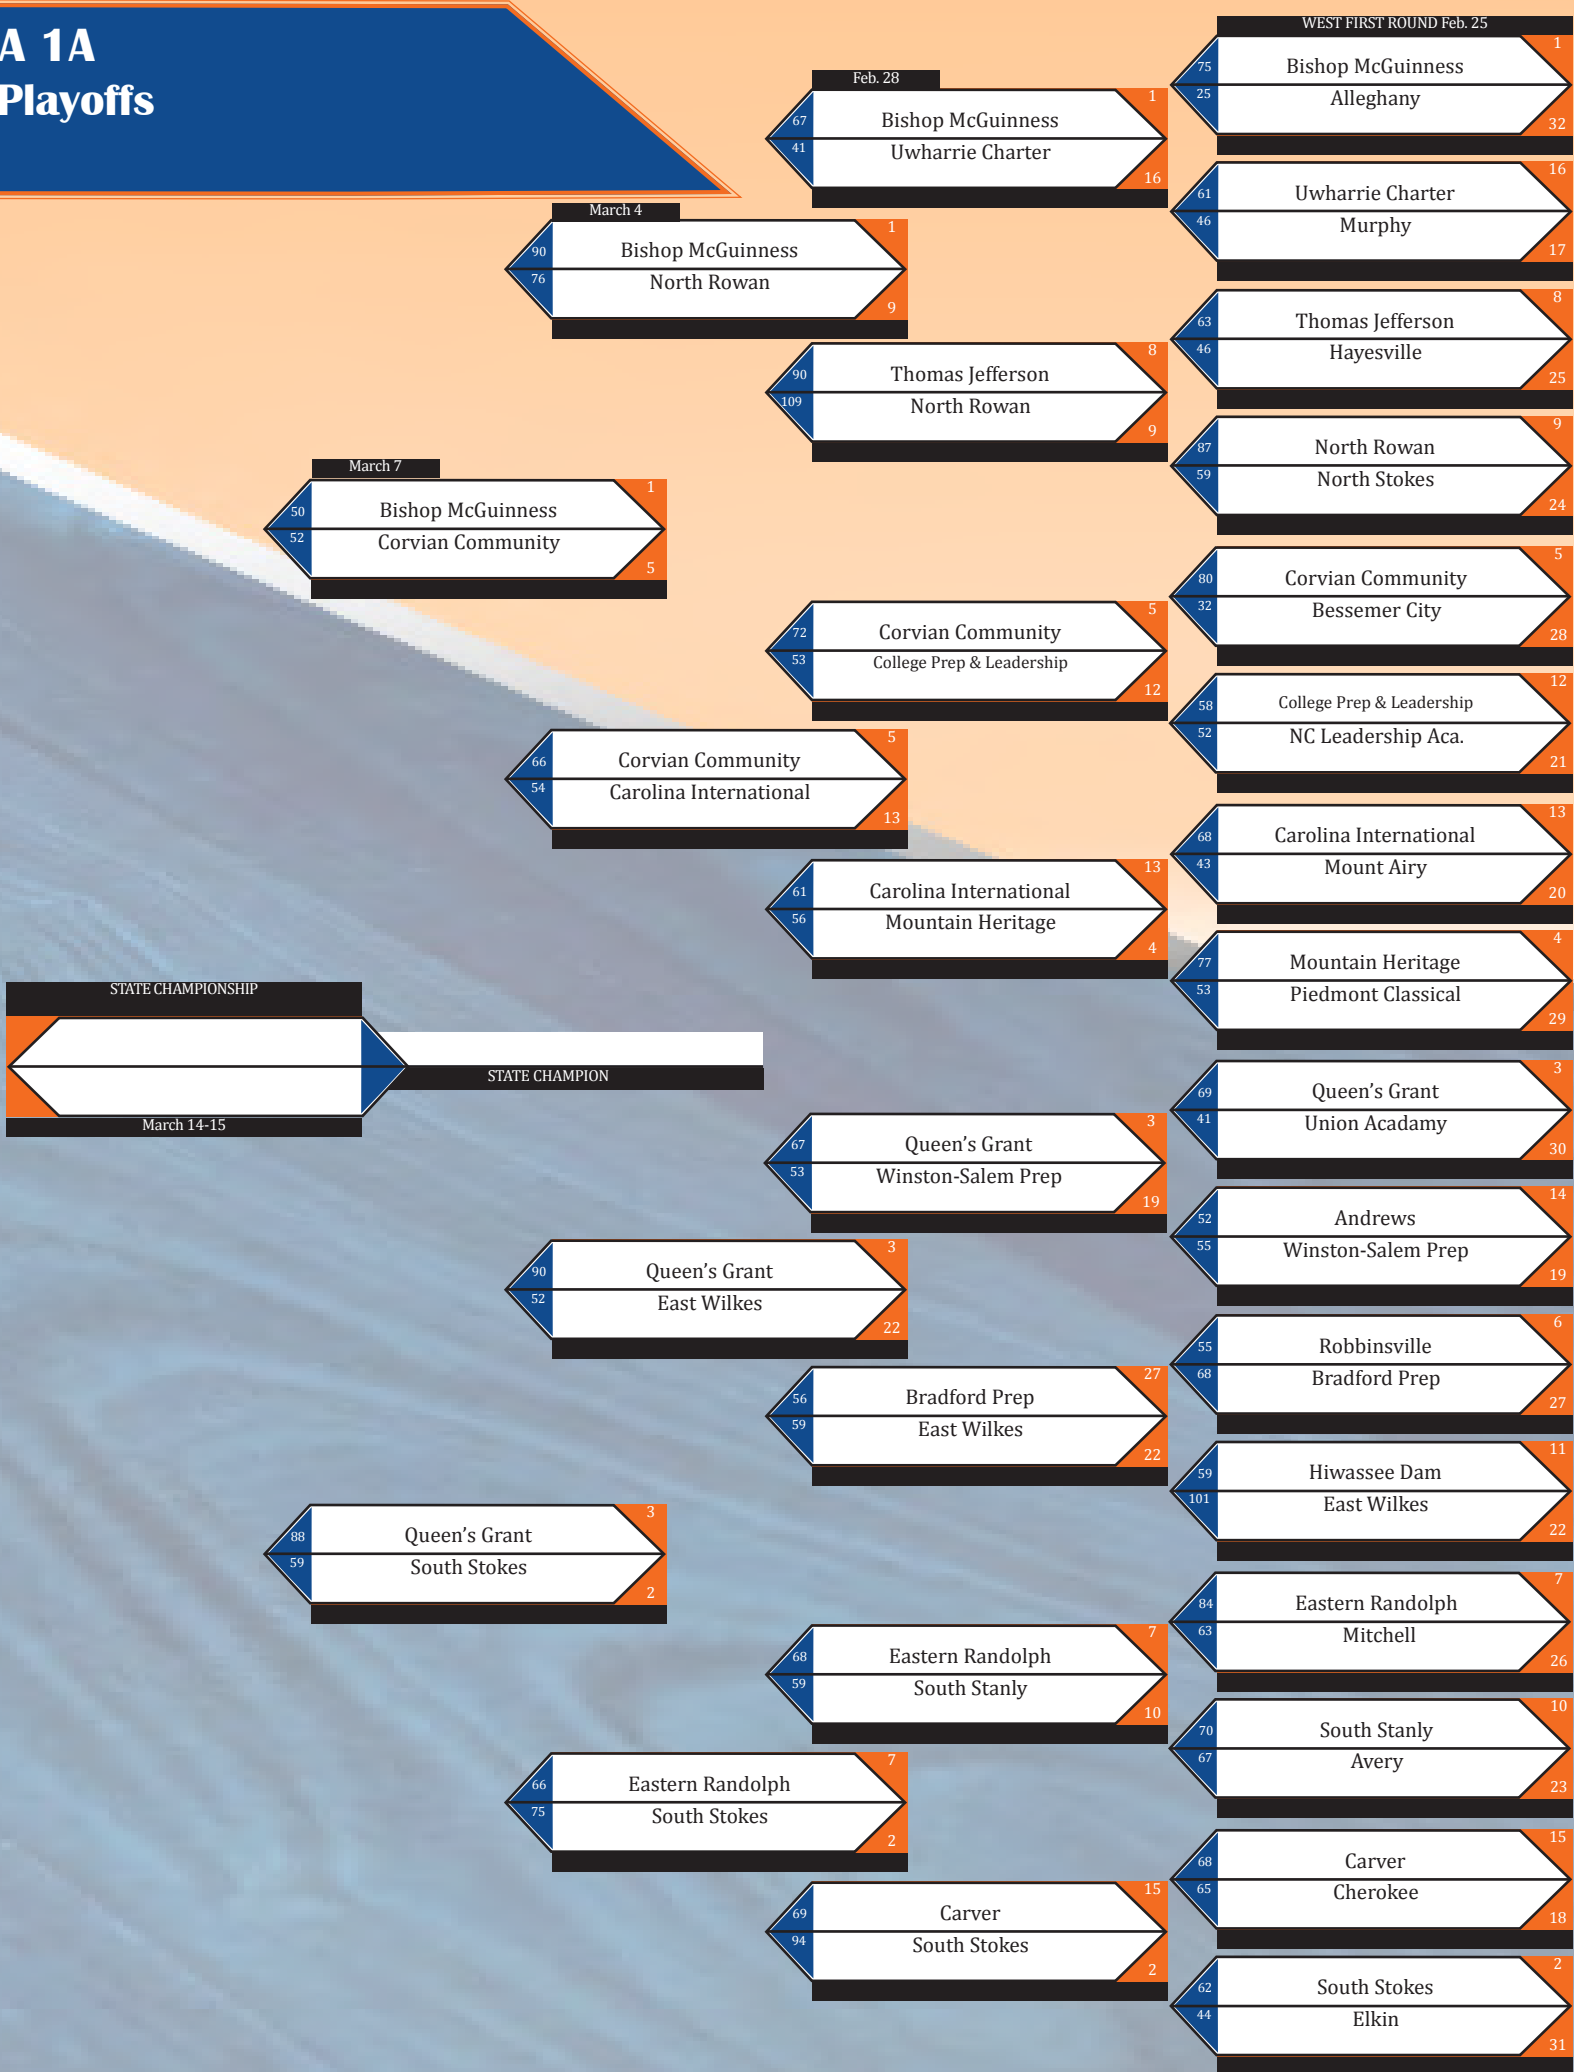 A 1A
Playoffs
WEST FIRST ROUND Feb. 25
1
75
Bishop McGuinness
25
Alleghany
32
16
61
Uwharrie Charter
46
Murphy
17
8
63
Thomas Jefferson
46
Hayesville
25
9
87
North Rowan
59
North Stokes
24
5
80
Corvian Community
32
Bessemer City
28
12
58
College Prep & Leadership
52
NC Leadership Aca.
21
13
68
Carolina International
43
Mount Airy
20
4
77
Mountain Heritage
53
Piedmont Classical
29
3
69
Queen's Grant
41
Union Acadamy
30
14
52
Andrews
55
Winston-Salem Prep
19
6
55
Robbinsville
68
Bradford Prep
27
11
59
Hiwassee Dam
101
East Wilkes
22
7
84
Eastern Randolph
63
Mitchell
26
10
70
South Stanly
67
Avery
23
15
68
Carver
65
Cherokee
18
2
62
South Stokes
44
Elkin
31
Feb. 28
1
67
Bishop McGuinness
41
Uwharrie Charter
16
8
90
Thomas Jefferson
109
North Rowan
9
5
72
Corvian Community
53
College Prep & Leadership
12
13
61
Carolina International
56
Mountain Heritage
4
3
67
Queen's Grant
53
Winston-Salem Prep
19
27
56
Bradford Prep
59
East Wilkes
22
7
68
Eastern Randolph
59
South Stanly
10
15
69
Carver
94
South Stokes
2
March 4
1
90
Bishop McGuinness
76
North Rowan
9
5
66
Corvian Community
54
Carolina International
13
3
90
Queen's Grant
52
East Wilkes
22
7
66
Eastern Randolph
75
South Stokes
2
March 7
1
50
Bishop McGuinness
52
Corvian Community
5
3
88
Queen's Grant
59
South Stokes
2
STATE CHAMPIONSHIP
STATE CHAMPION
March 14-15